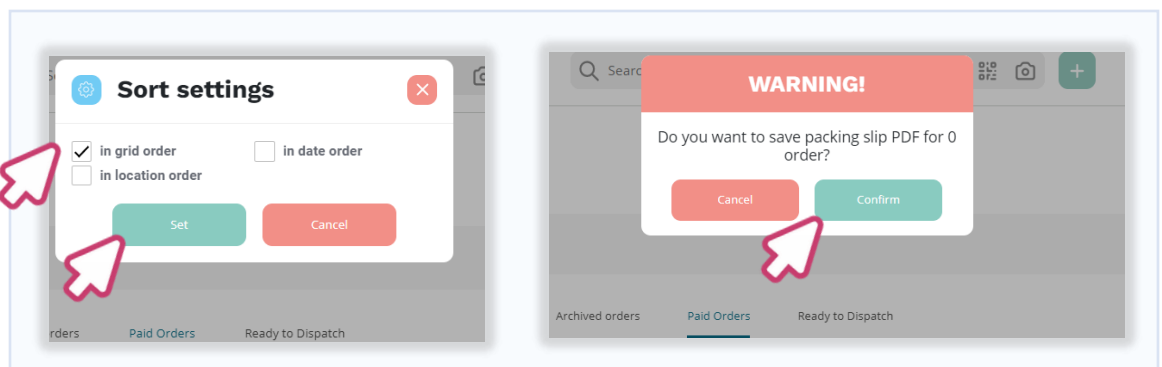 Sort settings
in grid order
in date order
in location order
Set
Cancel
rders
Paid Orders
Ready to Dispatch
Searc
WARNING!
Do you want to save packing slip PDF for 0
order?
Cancel
Confirm
Archived orders
Paid Orders
Ready to Dispatch